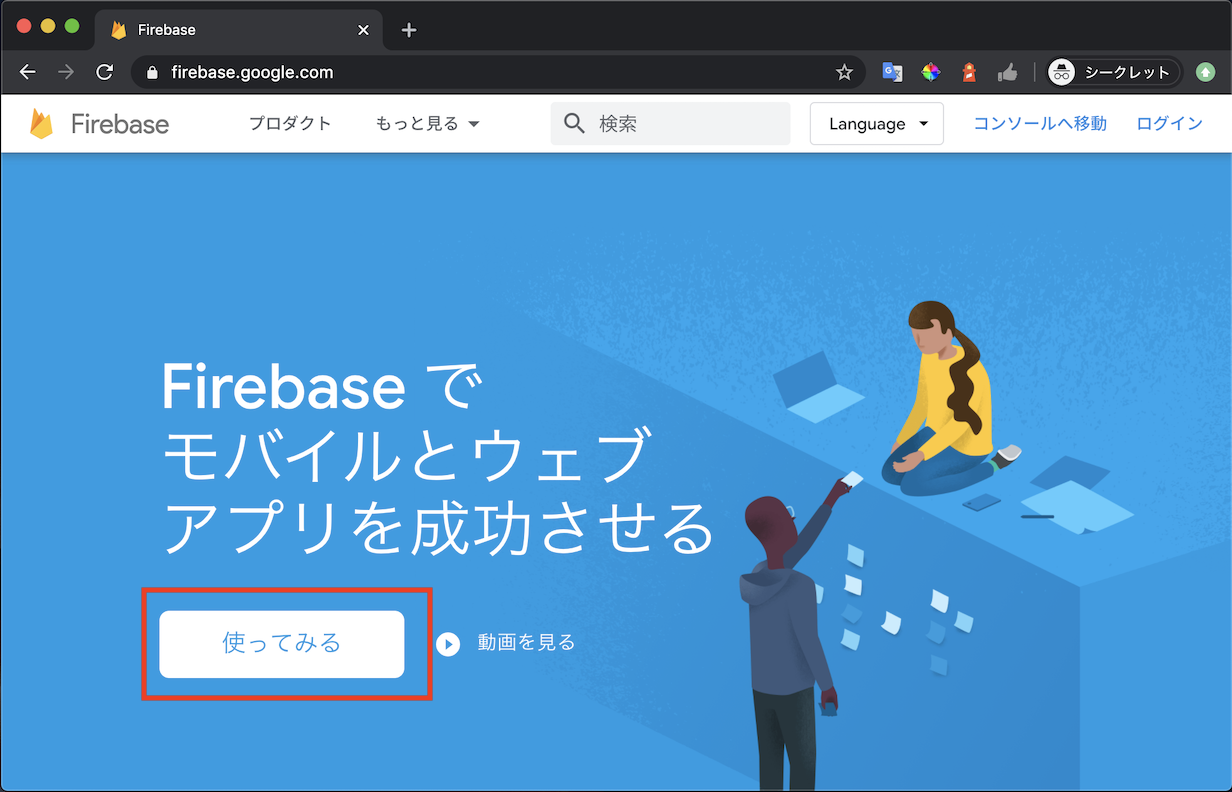 Firebase
firebase.google.com
シークレット
Firebase
プロダクト
もっと見る
検索
Language
コンソールへ移動
ログイン
Firebase で
モバイルとウェブ
アプリを成功させる
使ってみる
動画を見る